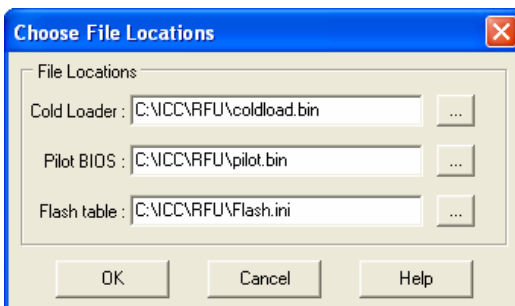 Choose File Locations
File Locations
Cold Loader : C:\ICC\RFU\coldload.bin ...
Pilot BIOS : C:\ICC\RFU\pilot.bin ...
Flash table : C:\ICC\RFU\Flash.ini ...
OK Cancel Help